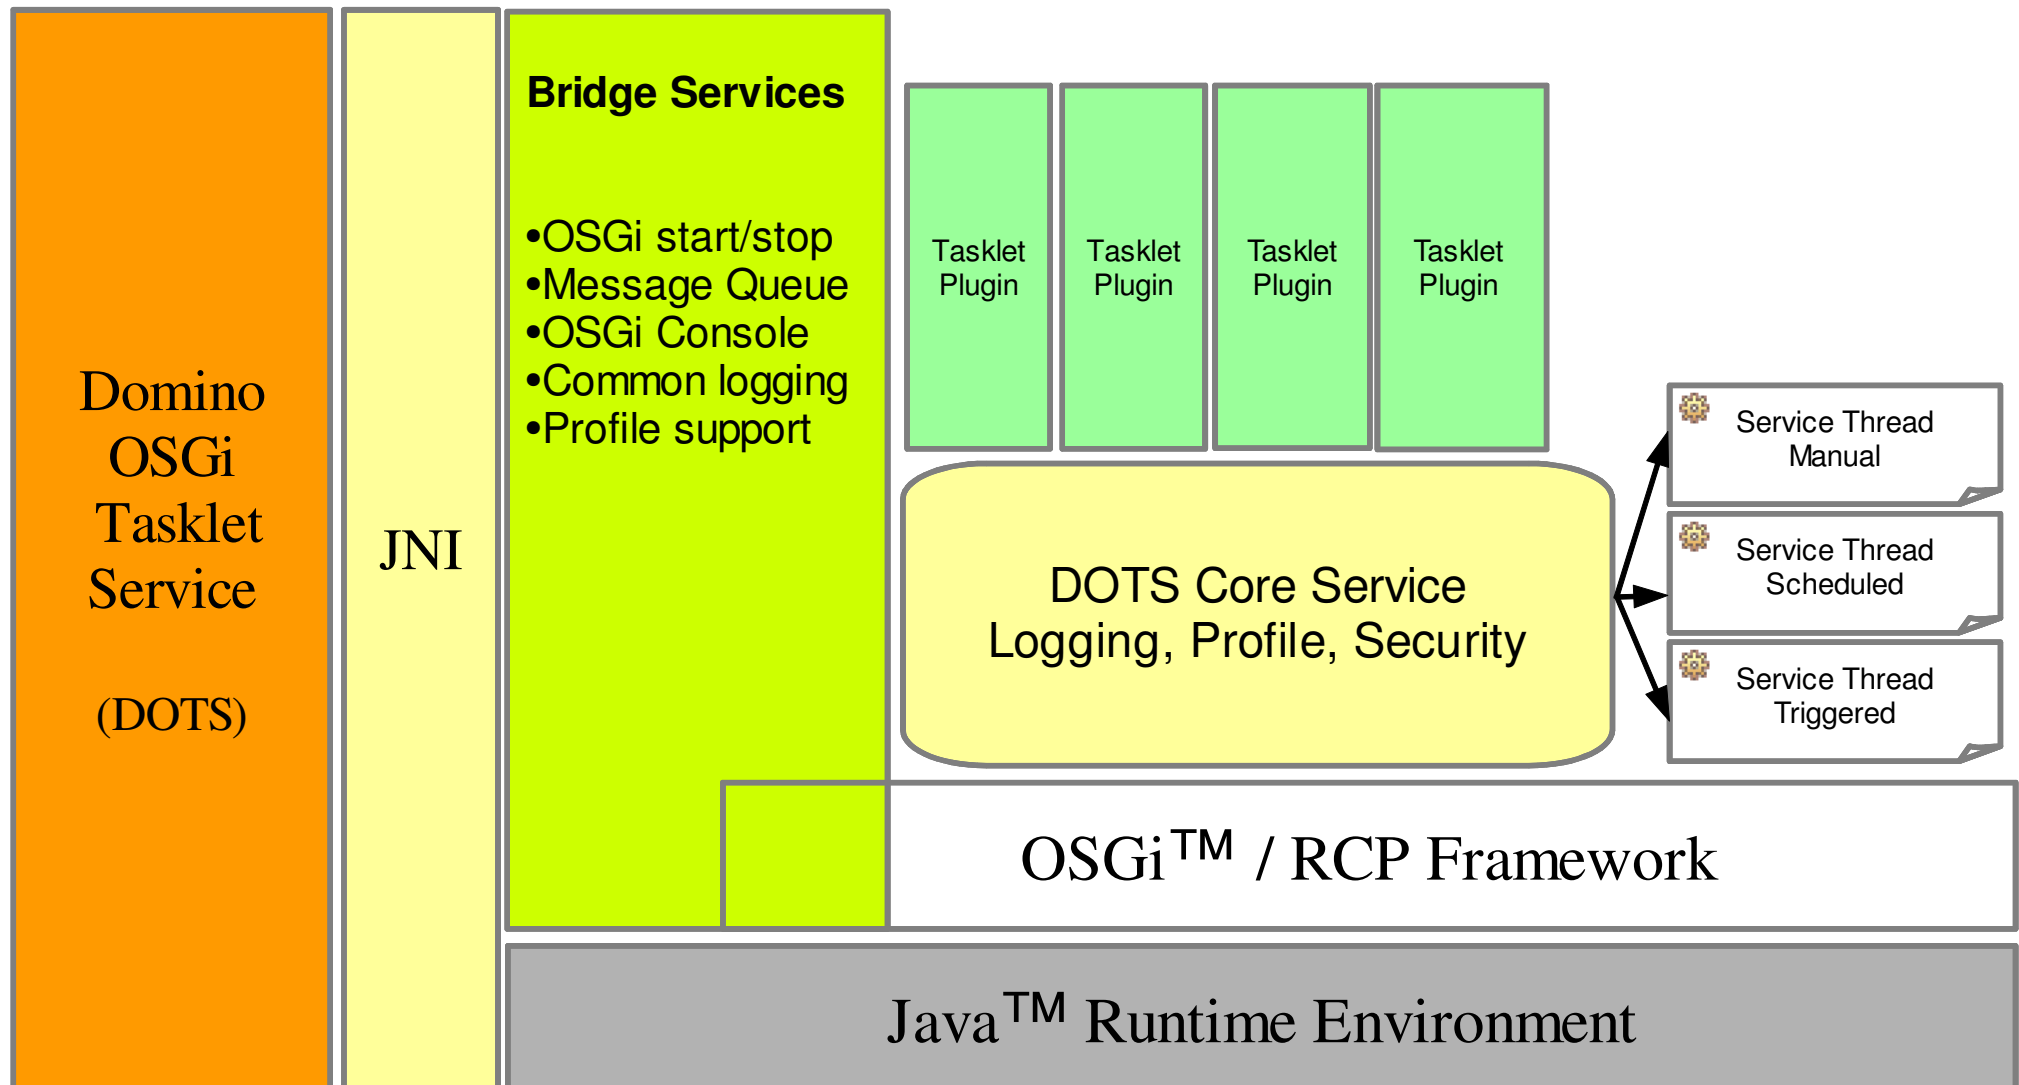 Domino
OSGi
Tasklet
Service
(DOTS)
JNI
Bridge Services
•OSGi start/stop
•Message Queue
•OSGi Console
•Common logging
•Profile support
Tasklet
Plugin
Tasklet
Plugin
Tasklet
Plugin
Tasklet
Plugin
DOTS Core Service
Logging, Profile, Security
Service Thread
Manual
Service Thread
Scheduled
Service Thread
Triggered
OSGi™ / RCP Framework
Java™ Runtime Environment